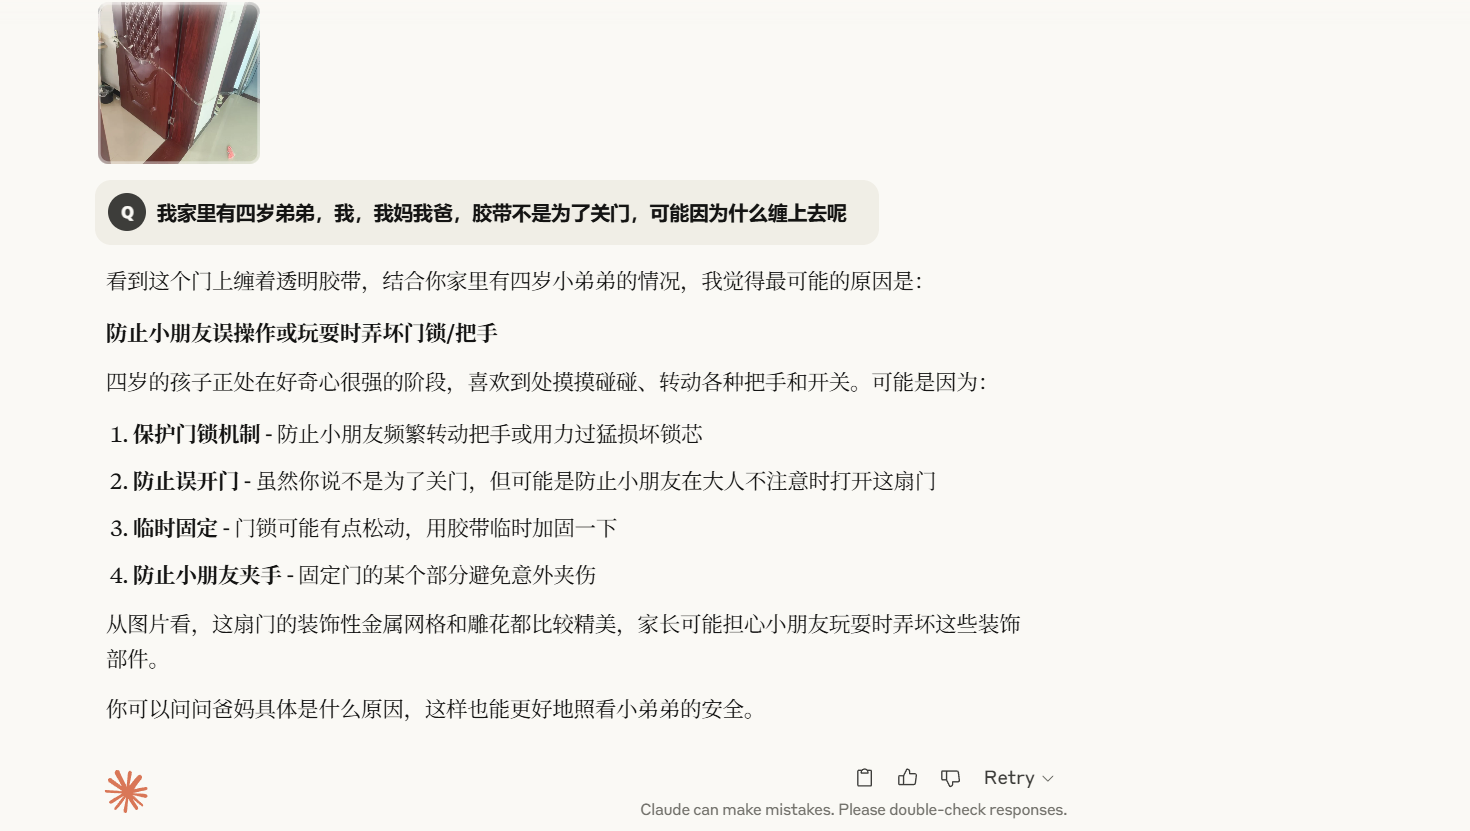 Q
我家里有四岁弟弟，我，我妈我爸，胶带不是为了关门，可能因为什么缠上去呢
看到这个门上缠着透明胶带，结合你家里有四岁小弟弟的情况，我觉得最可能的原因是：
防止小朋友误操作或玩耍时弄坏门锁/把手
四岁的孩子正处在好奇心很强的阶段，喜欢到处摸摸碰碰、转动各种把手和开关。可能是因为：
1. 保护门锁机制 - 防止小朋友频繁转动把手或用力过猛损坏锁芯
2. 防止误开门 - 虽然你说不是为了关门，但可能是防止小朋友在大人不注意时打开这扇门
3. 临时固定 - 门锁可能有点松动，用胶带临时加固一下
4. 防止小朋友夹手 - 固定门的某个部分避免意外夹伤
从图片看，这扇门的装饰性金属网格和雕花都比较精美，家长可能担心小朋友玩耍时弄坏这些装饰
部件。
你可以问问爸妈具体是什么原因，这样也能更好地照看小弟弟的安全。
Retry
Claude can make mistakes. Please double-check responses.